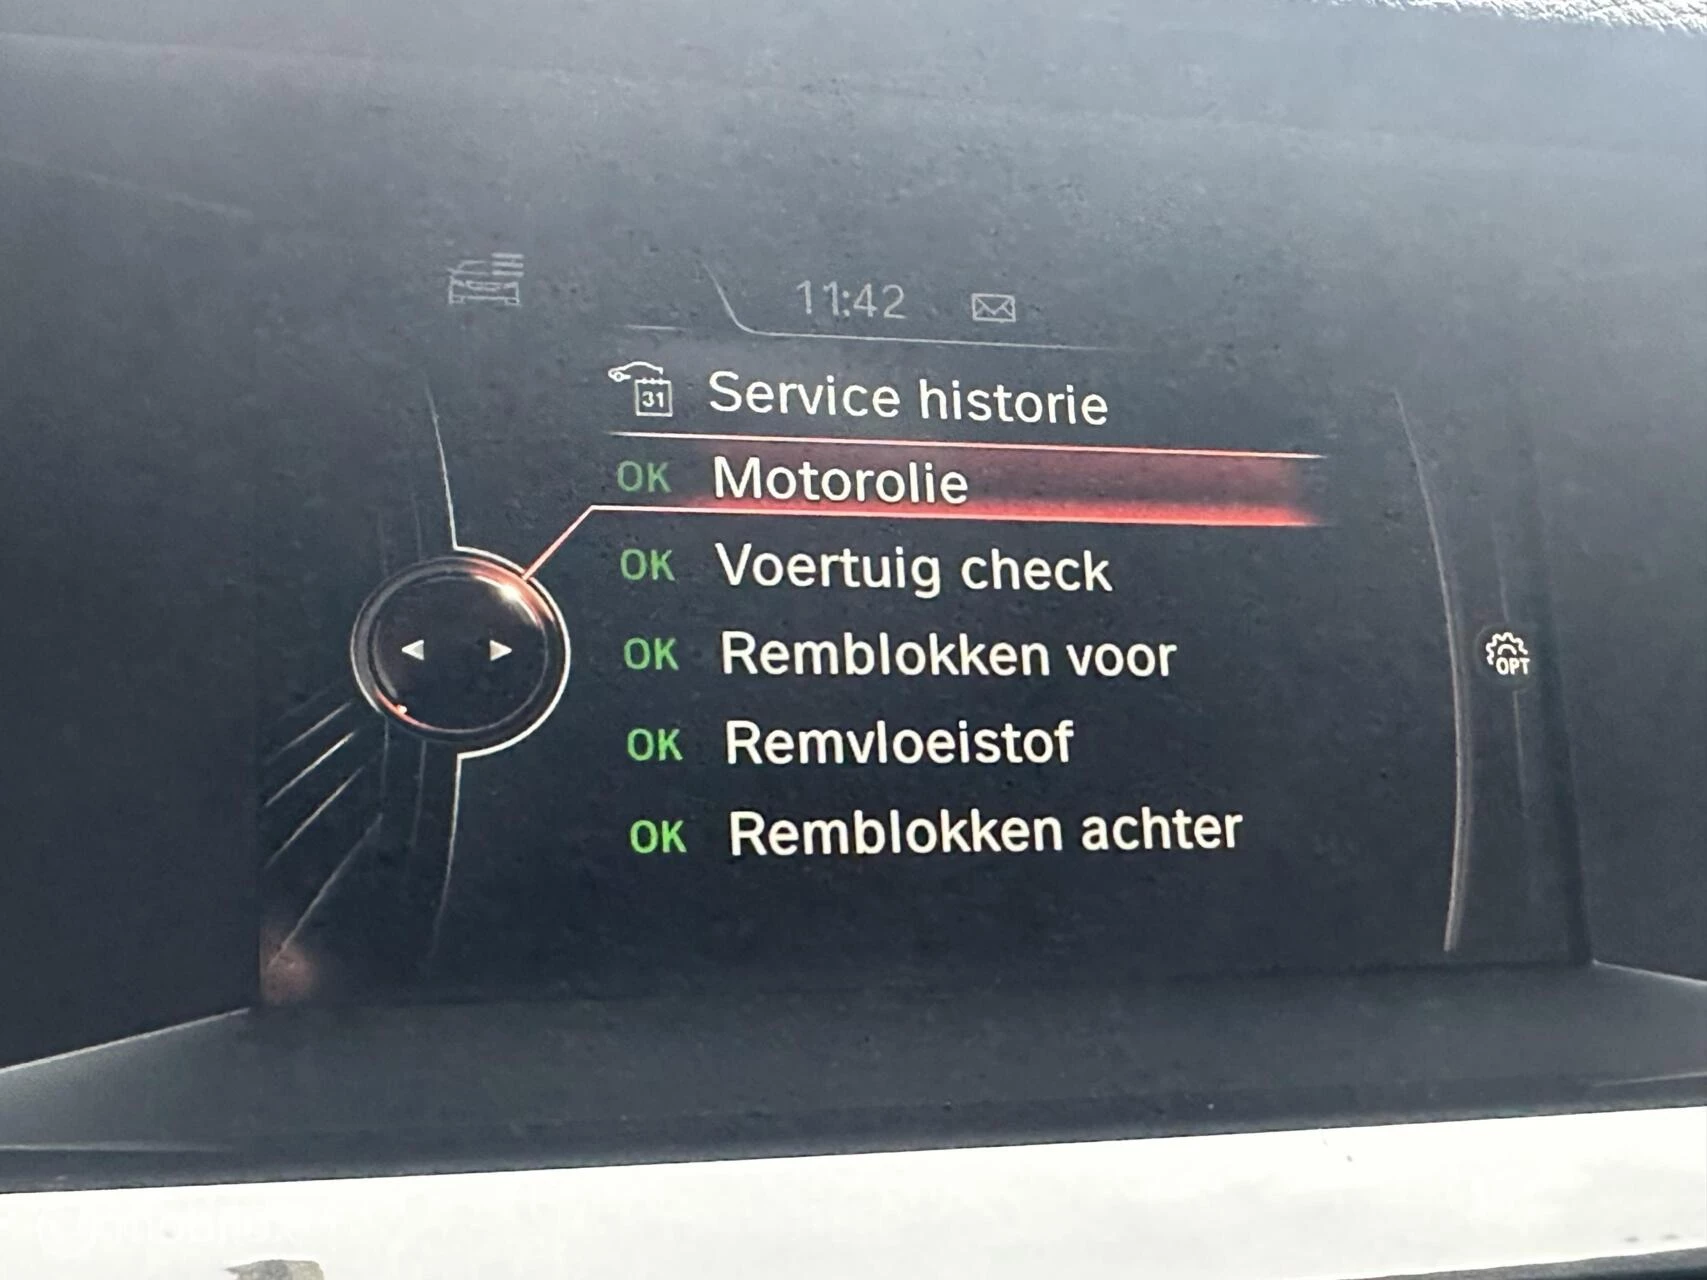 11:42
31 Service historie
OK Motorolie
OK Voertuig check
OK Remblokken voor
OPT
OK Remvloeistof
OK Remblokken achter